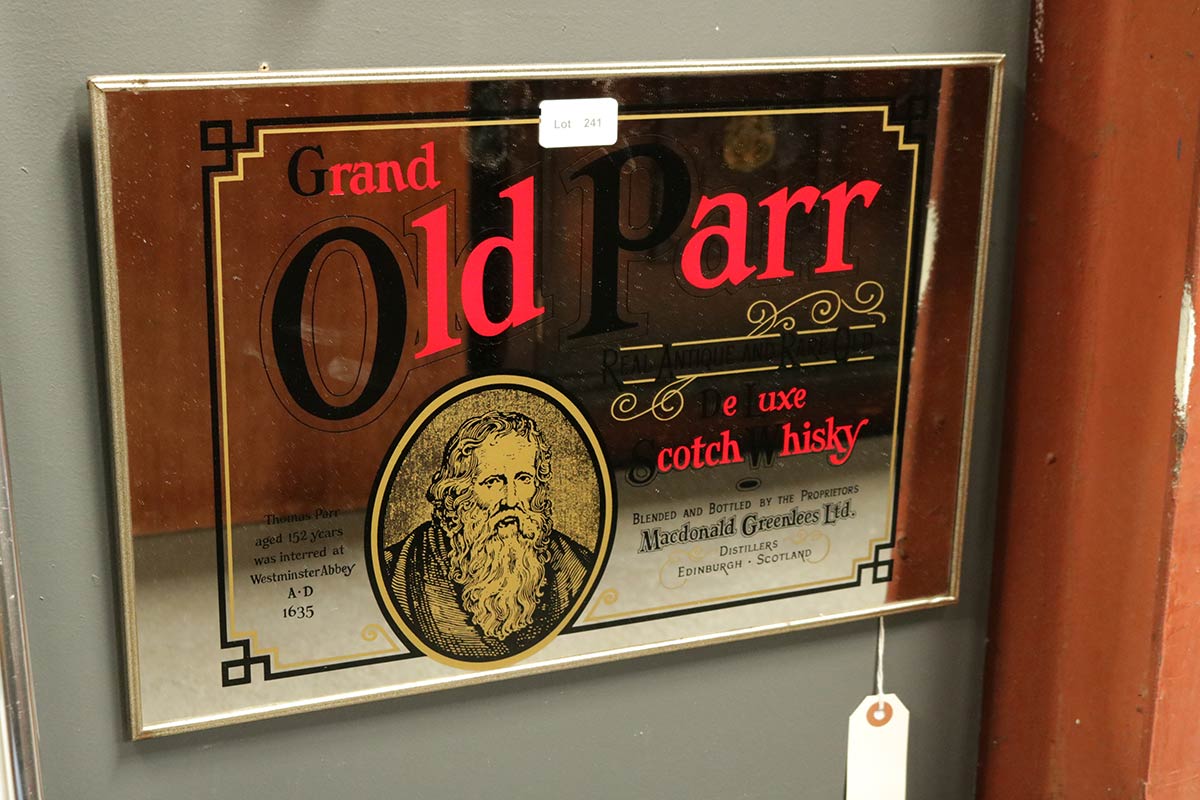 Lot 241
Grand
Old Parr
Real Antique and Rare Old
De Luxe
Scotch Whisky
Blended and Bottled by the Proprietors
Macdonald Greenlees Ltd.
Distillers
Edinburgh · Scotland
Thomas Parr
aged 152 years
was interred at
Westminster Abbey
A·D
1635